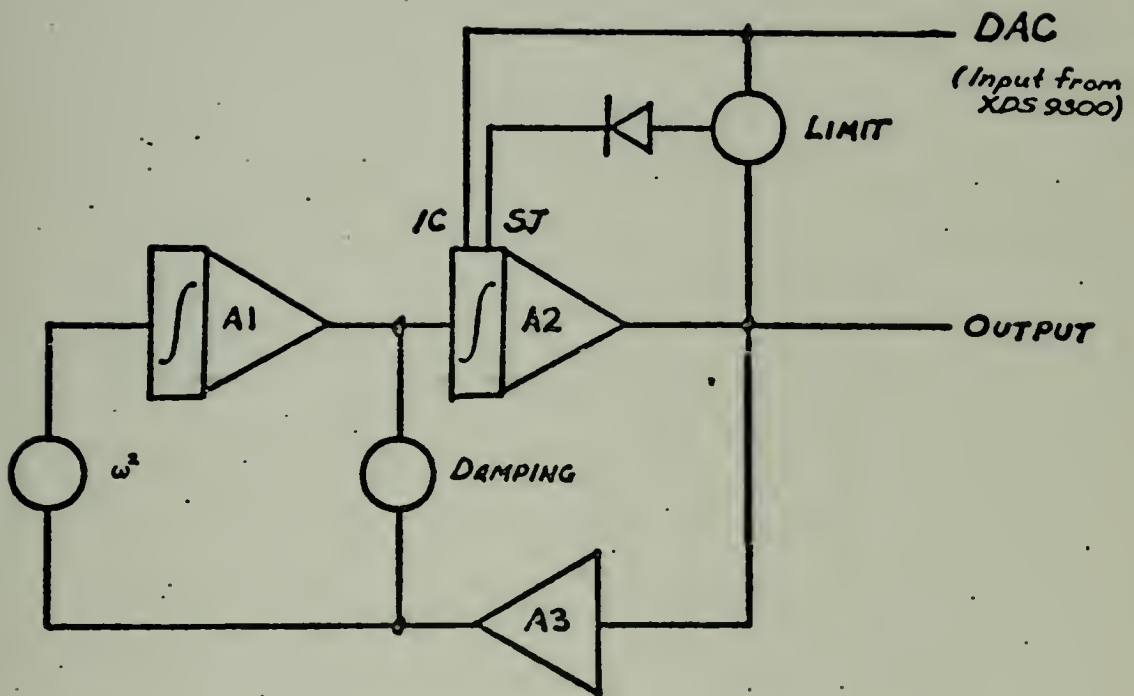 DAC
(Input from
XDS 9300)
LIMIT
IC SJ
∫ A1
∫ A2
OUTPUT
ω²
DAMPING
A3